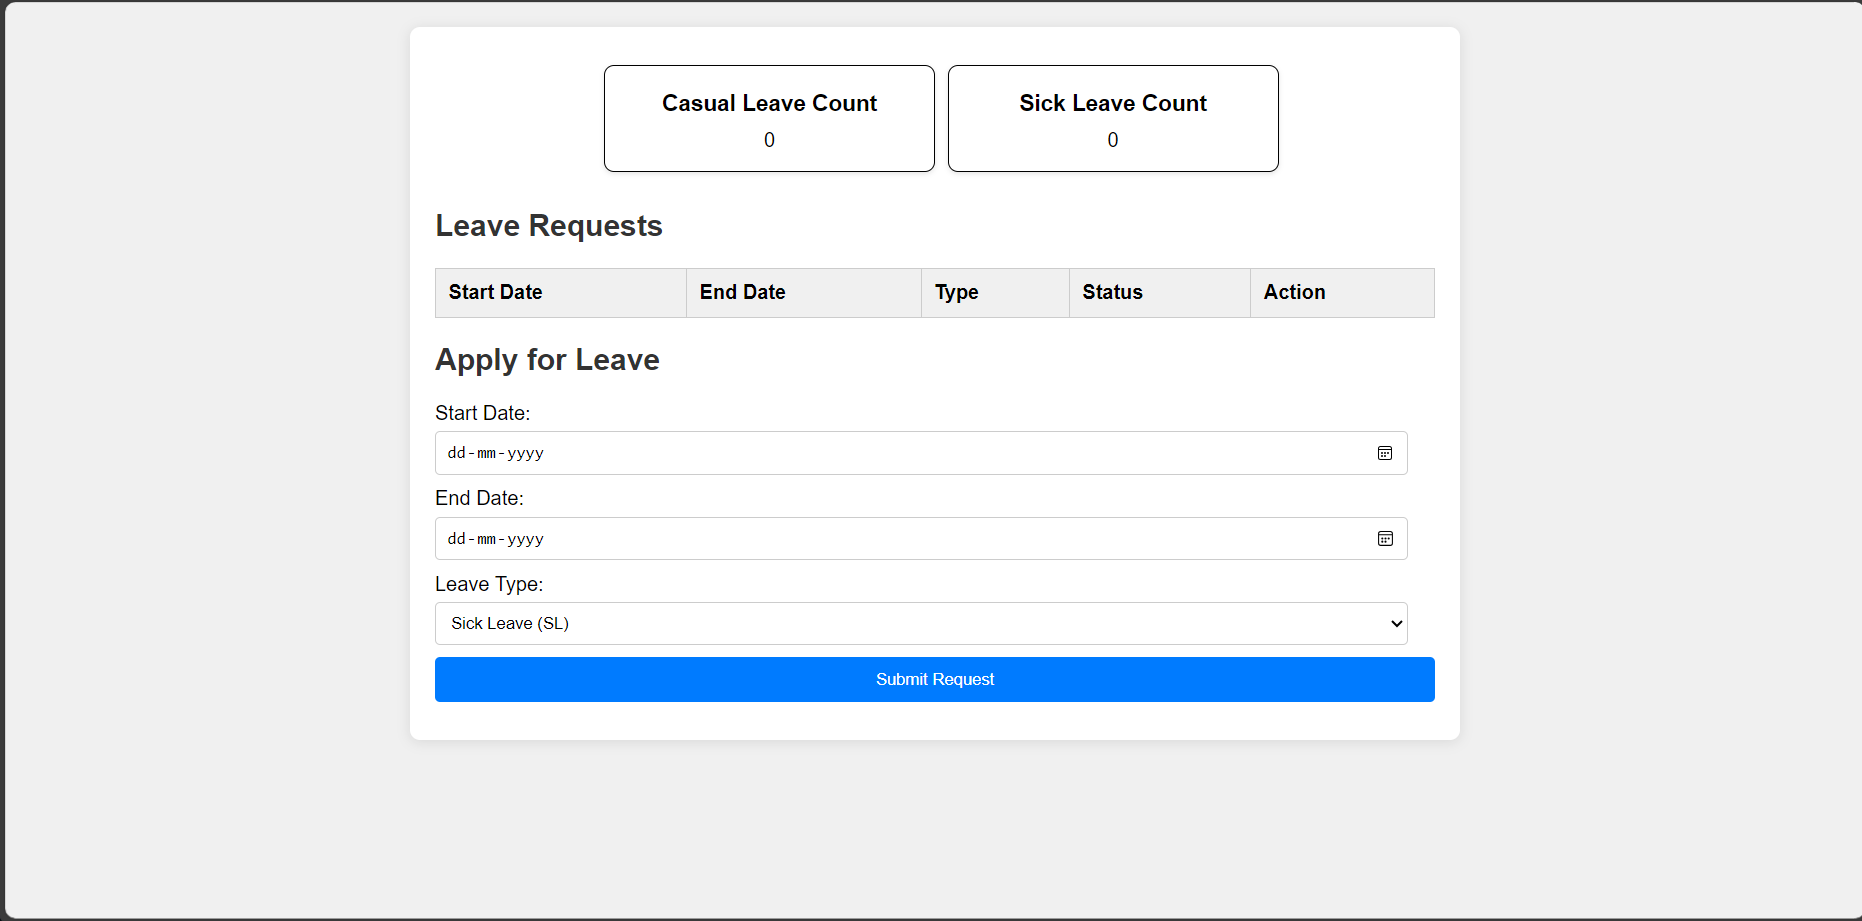 Casual Leave Count Sick Leave Count
0 0
Leave Requests
Start Date End Date Type Status Action
Apply for Leave
Start Date:
dd-mm-yyyy
End Date:
dd-mm-yyyy
Leave Type:
Sick Leave (SL)
Submit Request